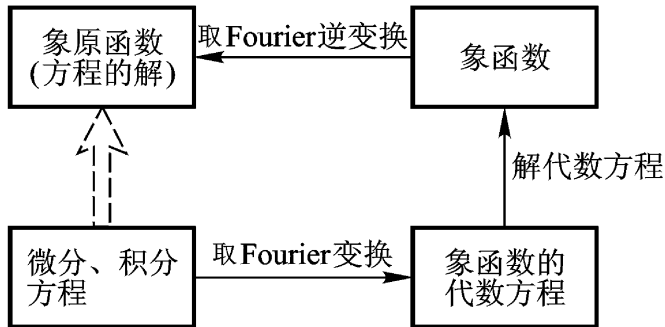 象原函数
(方程的解)
取Fourier逆变换
象函数
解代数方程
微分、积分
方程
取Fourier变换
象函数的
代数方程